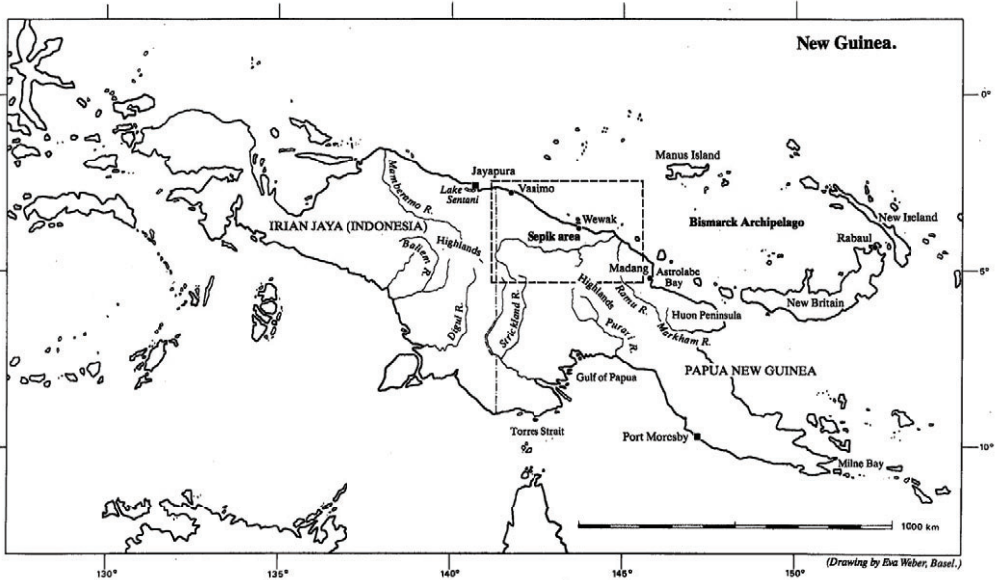 New Guinea.
0°
Manus Island
Jayapura
Lake
Sentani
Vanimo
Mamberamo R.
New Ireland
IRIAN JAYA (INDONESIA)
Wewak
Bismarck Archipelago
Sepik area
Rabaul
Highlands
Baliem R.
Madang
Astrolabe
Bay
5°
Highlands
Ramu R.
New Britain
Digul R.
Strickland R.
Huon Peninsula
Purari R.
Markham R.
Gulf of Papua
PAPUA NEW GUINEA
Torres Strait
Port Moresby
10°
Milne Bay
1000 km
(Drawing by Eva Weber, Basel.)
130°
135°
140°
145°
150°